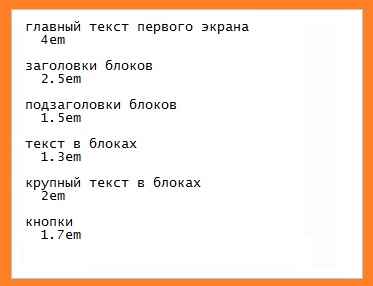 главный текст первого экрана
4em
заголовки блоков
2.5em
подзаголовки блоков
1.5em
текст в блоках
1.3em
крупный текст в блоках
2em
кнопки
1.7em